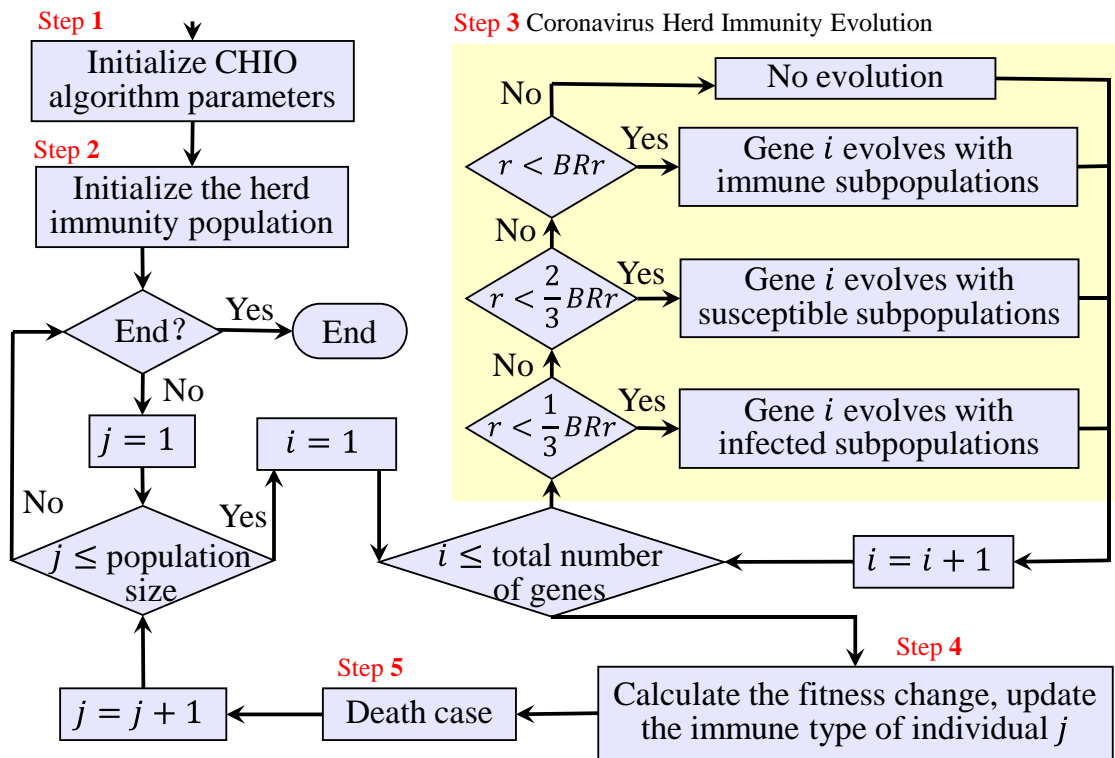 Step 1
Initialize CHIO
algorithm parameters
Step 2
Initialize the herd
immunity population
End?
Yes
End
No
j = 1
No
j ≤ population
size
Yes
i = 1
i ≤ total number
of genes
Step 3 Coronavirus Herd Immunity Evolution
No
No evolution
r < BRr
Yes
Gene i evolves with
immune subpopulations
No
r < 2/3 BRr
Yes
Gene i evolves with
susceptible subpopulations
No
r < 1/3 BRr
Yes
Gene i evolves with
infected subpopulations
i = i + 1
Step 4
Calculate the fitness change, update
the immune type of individual j
Step 5
Death case
j = j + 1